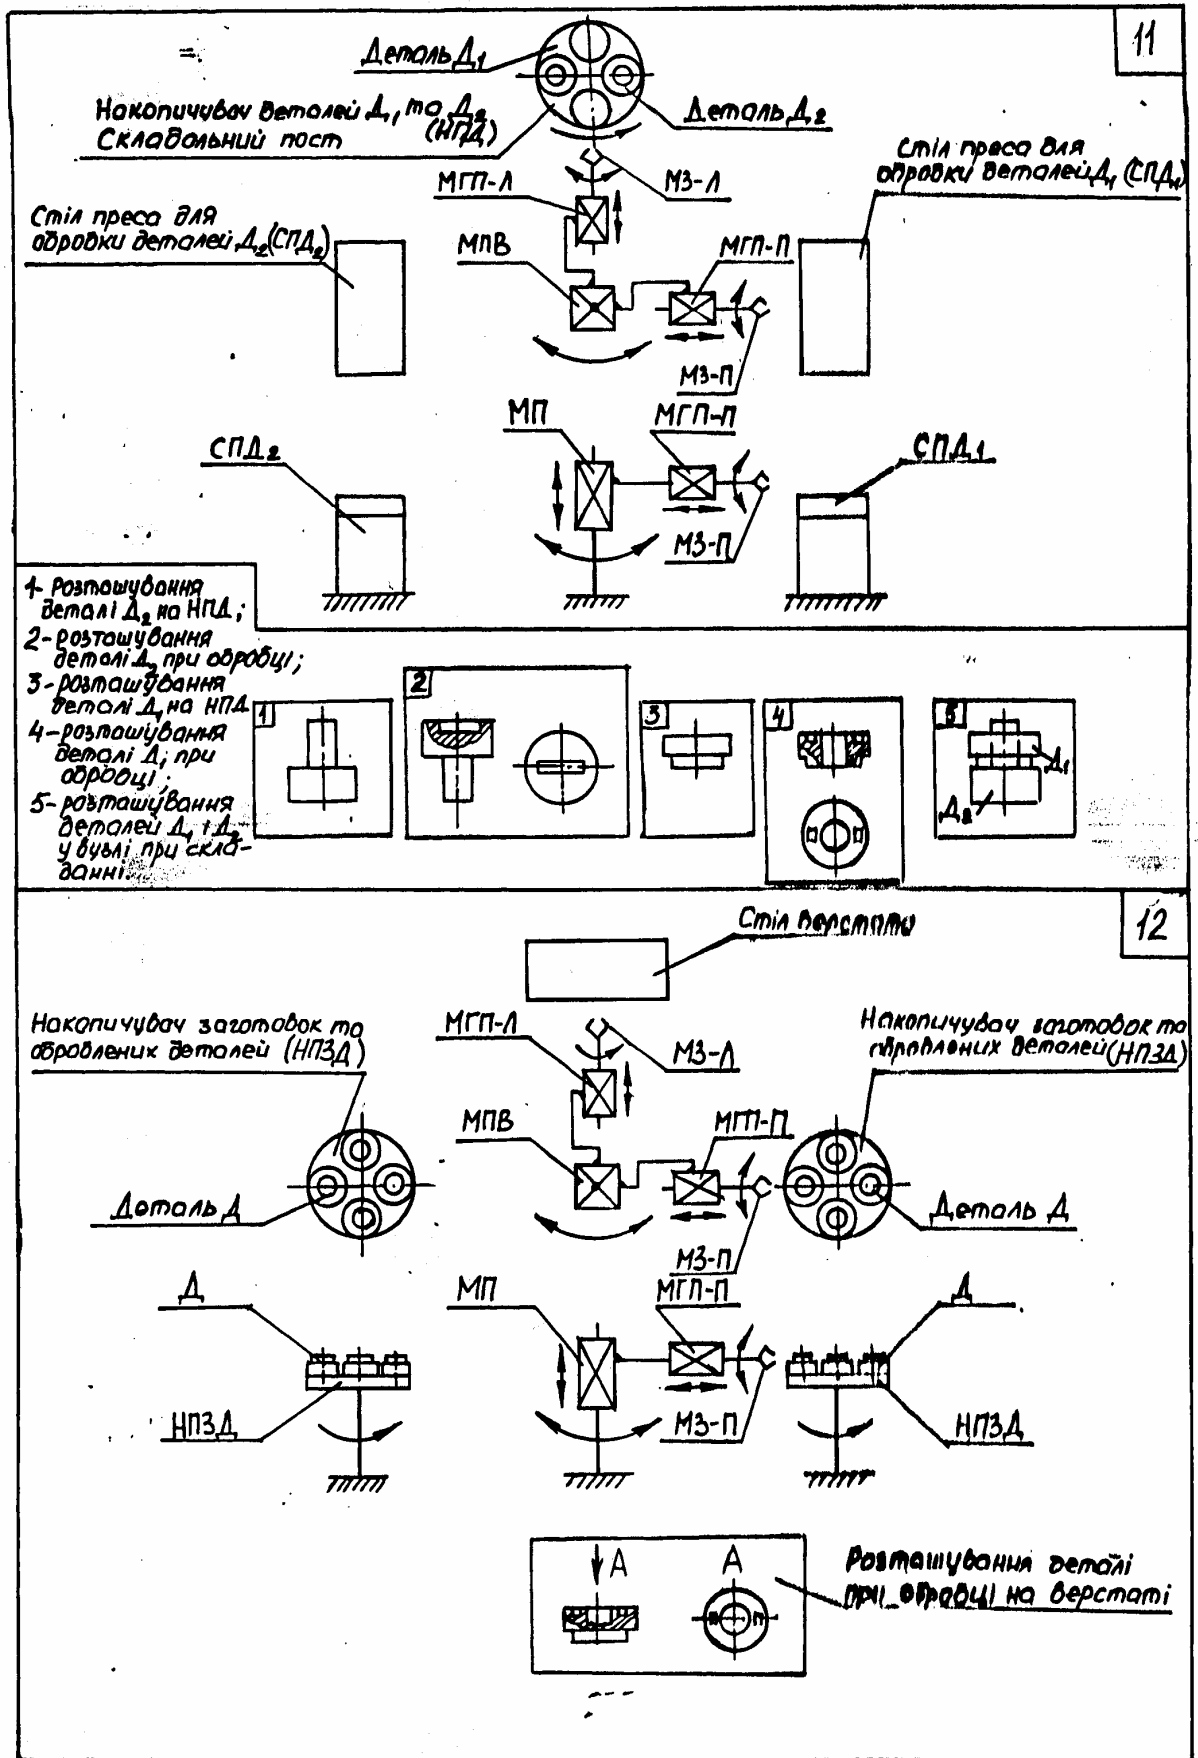 11
Деталь Д1
Накопичувач деталей Д1 та Д2
(НПД)
Складальний пост
Деталь Д2
Стіл преса для
обробки деталей Д1 (СПД1)
МГП-Л
МЗ-Л
Стіл преса для
обробки деталей Д2 (СПД2)
МПВ
МГП-П
МЗ-П
МП
МГП-П
СПД2
СПД1
МЗ-П
1- Розташування
деталі Д2 на НПД;
2- розташування
деталі Д2 при обробці;
3- розташування
деталі Д1 на НПД
4- розташування
деталі Д1 при
обробці;
5- розташування
деталей Д1 і Д2
у вузлі при скла-
данні.
1
2
3
4
5
Д1
Д2
12
Стіл верстата
Накопичувач заготовок та
оброблених деталей (НПЗД)
МГП-Л
МЗ-Л
Накопичувач заготовок та
оброблених деталей (НПЗД)
МПВ
МГП-П
Деталь Д
Деталь Д
МЗ-П
Д
МП
МГП-П
Д
НПЗД
МЗ-П
НПЗД
А
А
Розташування деталі
при обробці на верстаті